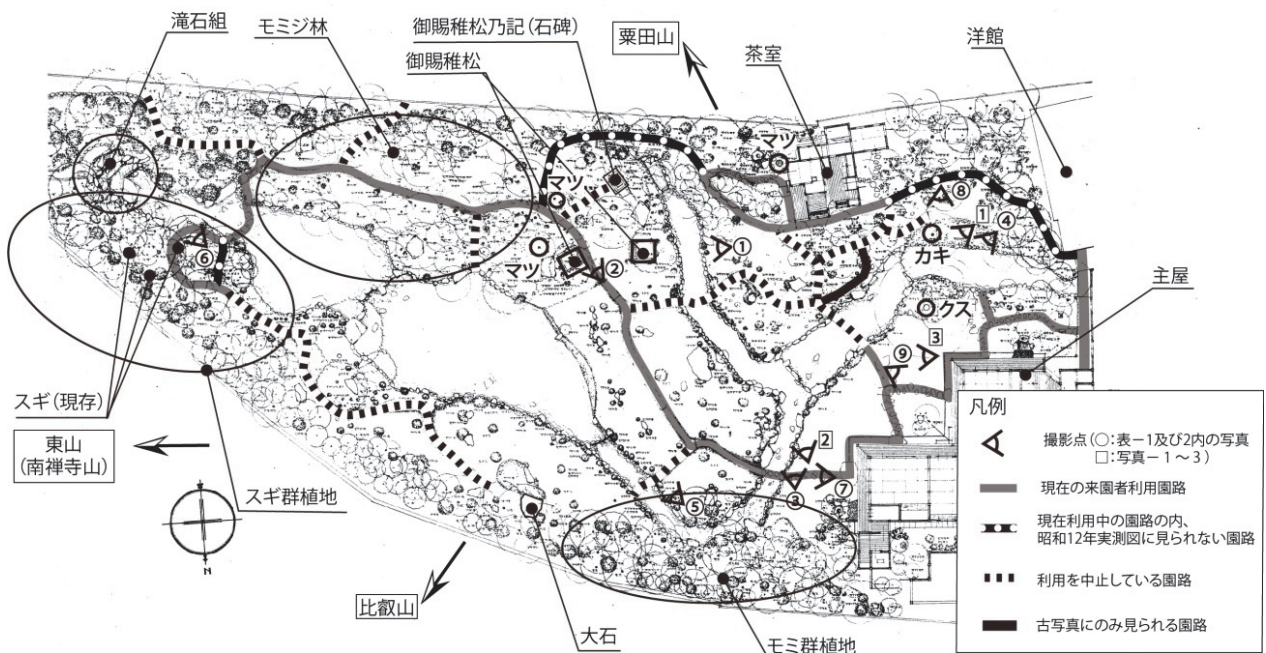 滝石組
モミジ林
御賜稚松乃記(石碑)
御賜稚松
粟田山
茶室
洋館
マツ
マツ
マツ
⑧
1
④
①
カキ
②
⑥
主屋
クス
3
⑨
スギ(現存)
東山
(南禅寺山)
スギ群植地
N
2
③
⑦
⑤
比叡山
大石
モミ群植地
凡例
撮影点(○:表-1及び2内の写真
□:写真-1~3)
現在の来園者利用園路
現在利用中の園路の内、
昭和12年実測図に見られない園路
利用を中止している園路
古写真にのみ見られる園路